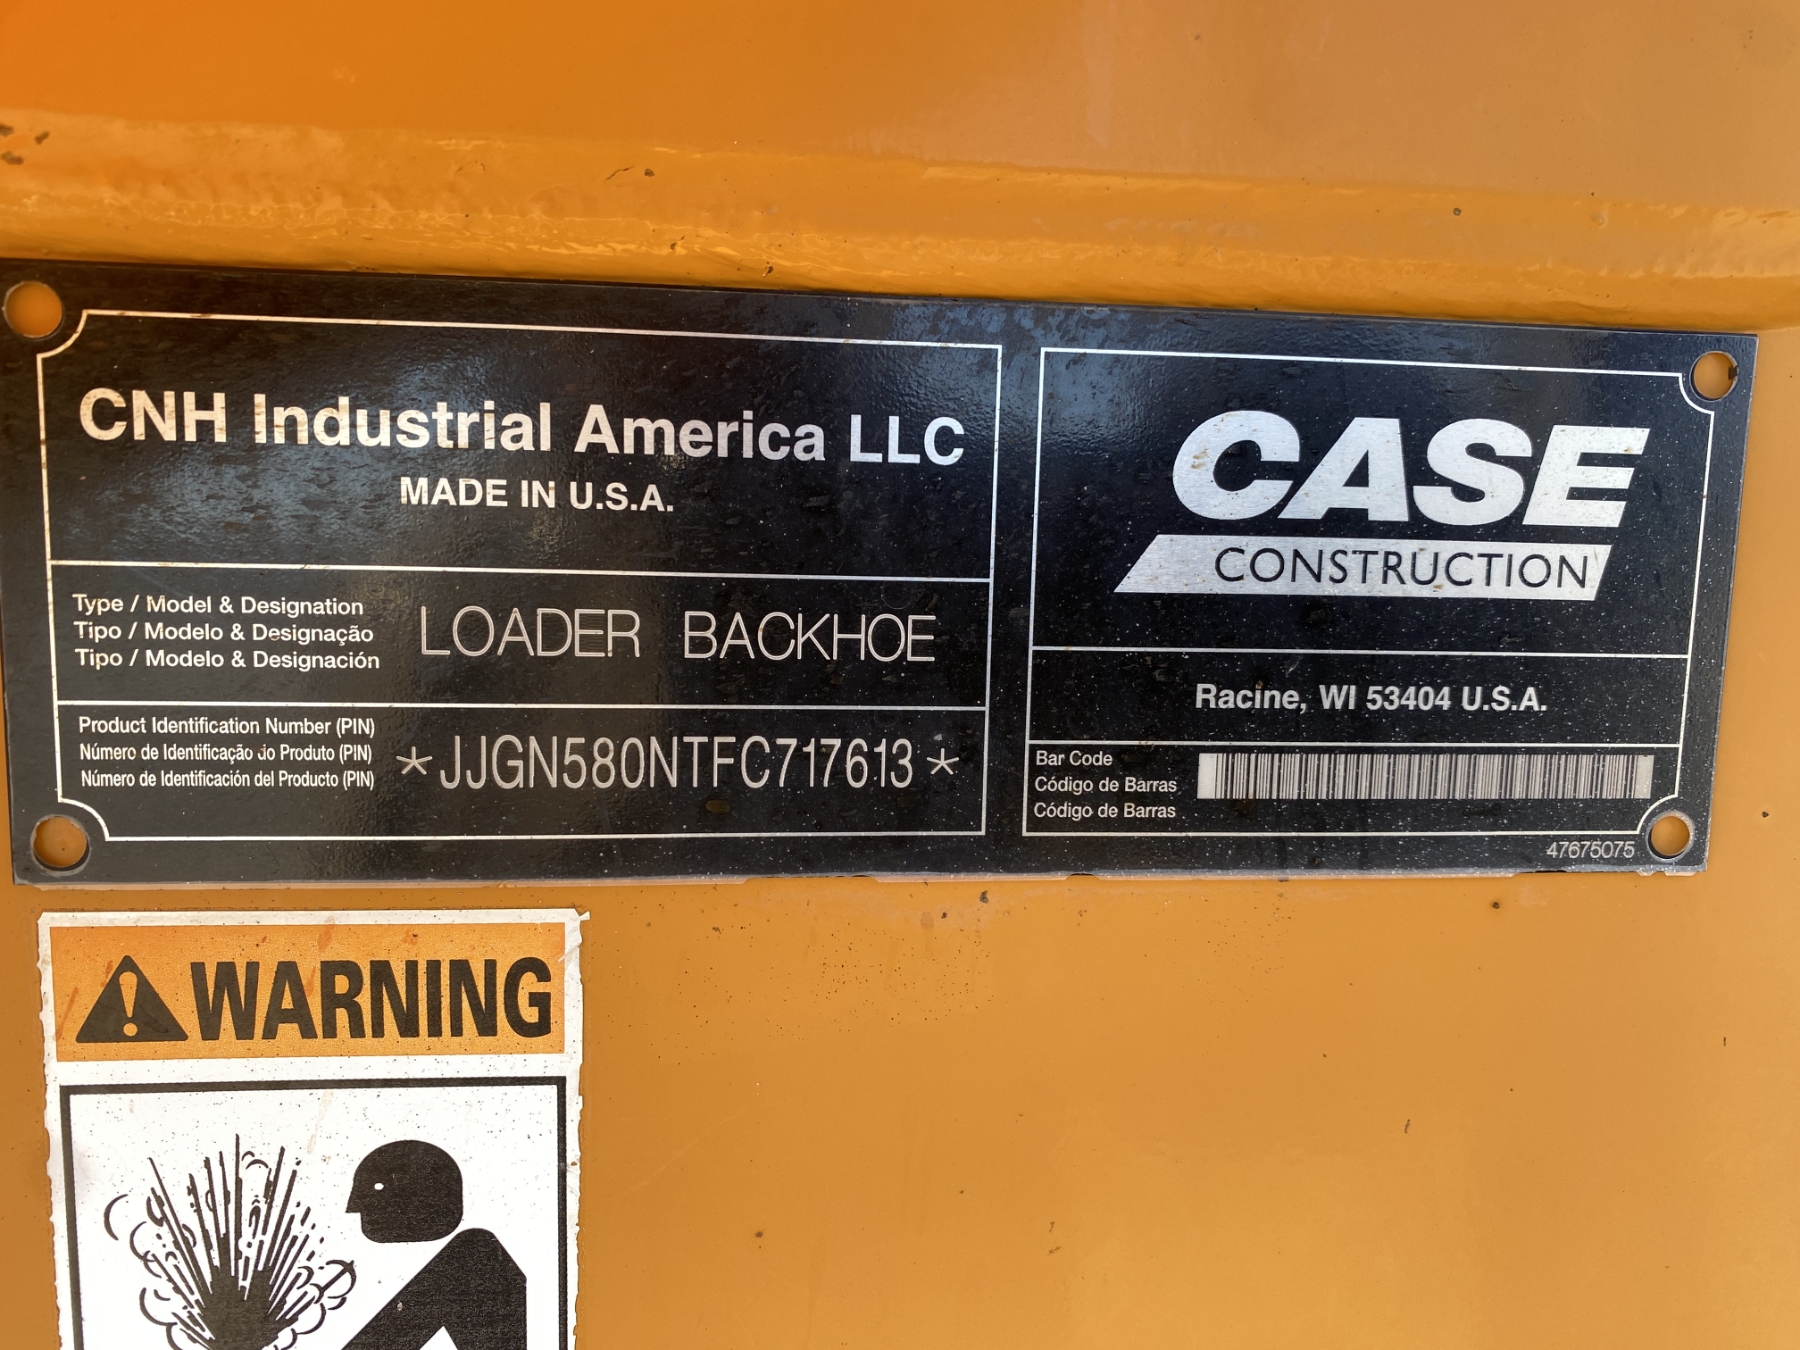 CNH Industrial America LLC
MADE IN U.S.A.
Type / Model & Designation
Tipo / Modelo & Designação
Tipo / Modelo & Designación
LOADER BACKHOE
Product Identification Number (PIN)
Número de Identificação do Produto (PIN)
Número de Identificación del Producto (PIN)
*JJGN580NTFC717613*
CASE
CONSTRUCTION
Racine, WI 53404 U.S.A.
Bar Code
Código de Barras
Código de Barras
47675075
WARNING